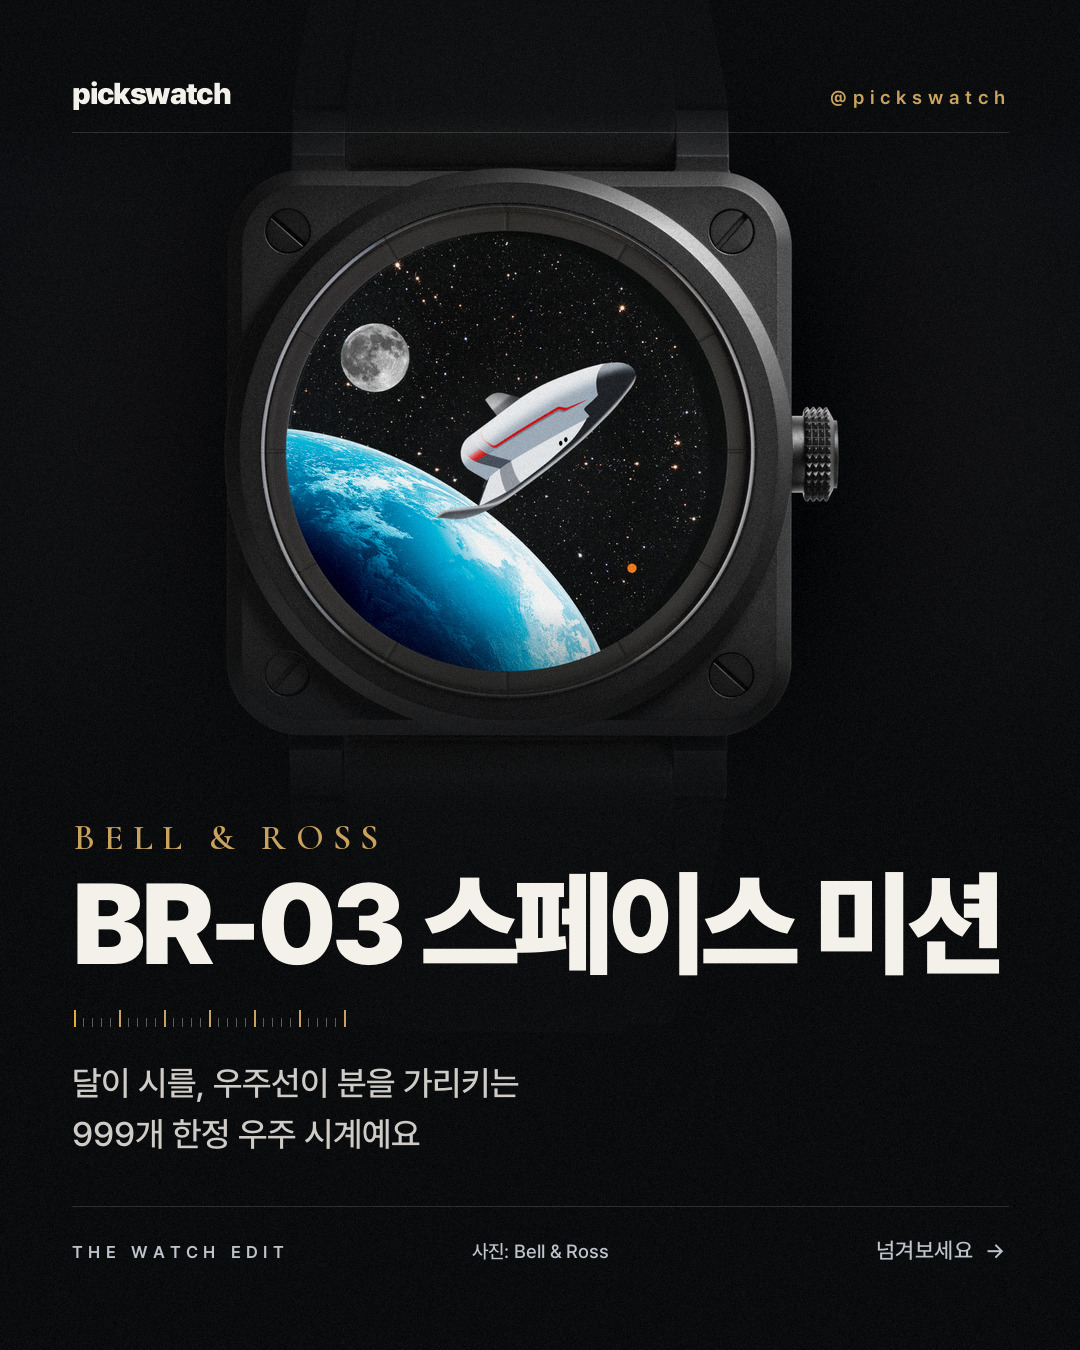 pickswatch
@pickswatch
BELL & ROSS
BR-03 스페이스 미션
달이 시를, 우주선이 분을 가리키는
999개 한정 우주 시계예요
THE WATCH EDIT
사진: Bell & Ross
넘겨보세요 →